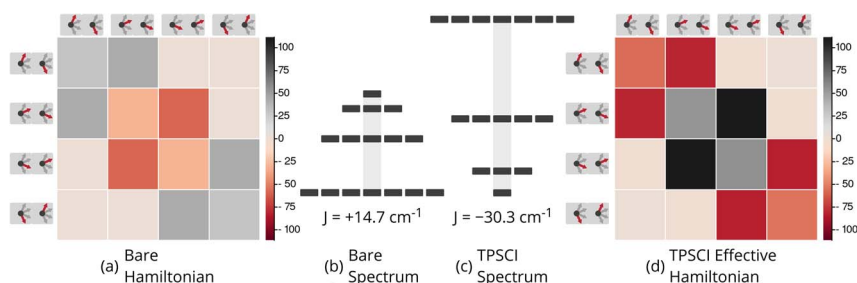 100
75
50
25
0
25
50
75
- 100
J = +14.7 cm-1
J = −30.3 cm-1
100
75
50
25
0
25
50
75
- 100
(a) Bare
Hamiltonian
(b) Bare
Spectrum
(c) TPSCI
Spectrum
(d) TPSCI Effective
Hamiltonian